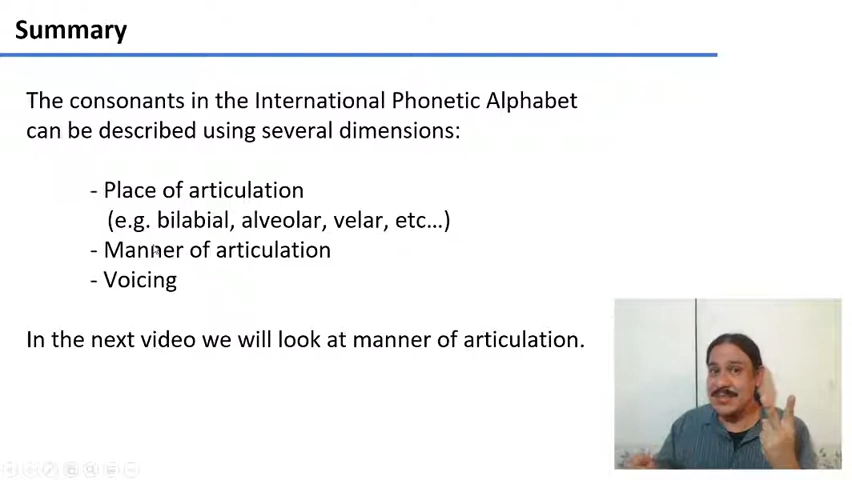 Summary
The consonants in the International Phonetic Alphabet
can be described using several dimensions:
- Place of articulation
(e.g. bilabial, alveolar, velar, etc…)
- Manner of articulation
- Voicing
In the next video we will look at manner of articulation.